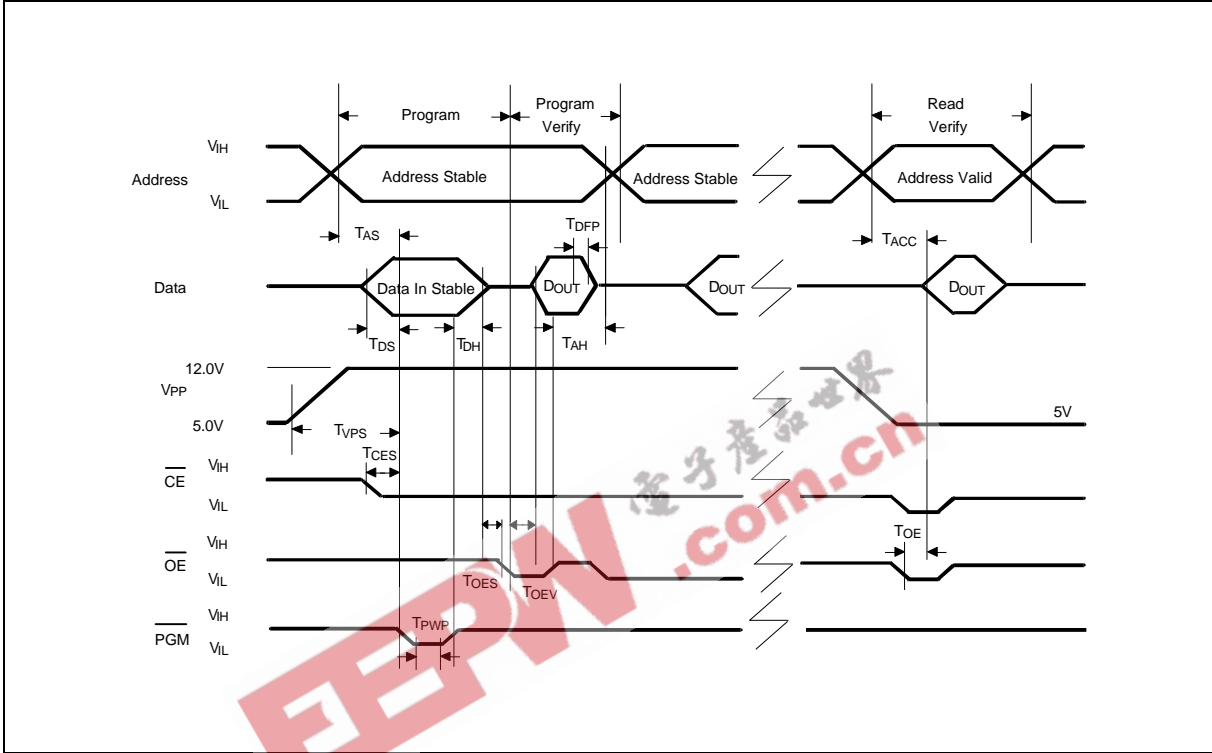 Program
Program
Verify
Read
Verify
VIH
Address
Address Stable
Address Stable
Address Valid
VIL
TDFP
TAS
TACC
Data
Data In Stable
DOUT
DOUT
DOUT
TDS
TDH
TAH
12.0V
VPP
5.0V
5V
TVPS
TCES
VIH
CE
VIL
VIH
OE
TOE
VIL
TOES
TOEV
VIH
TPWP
PGM
VIL
電子產品世界
EEPW.com.cn